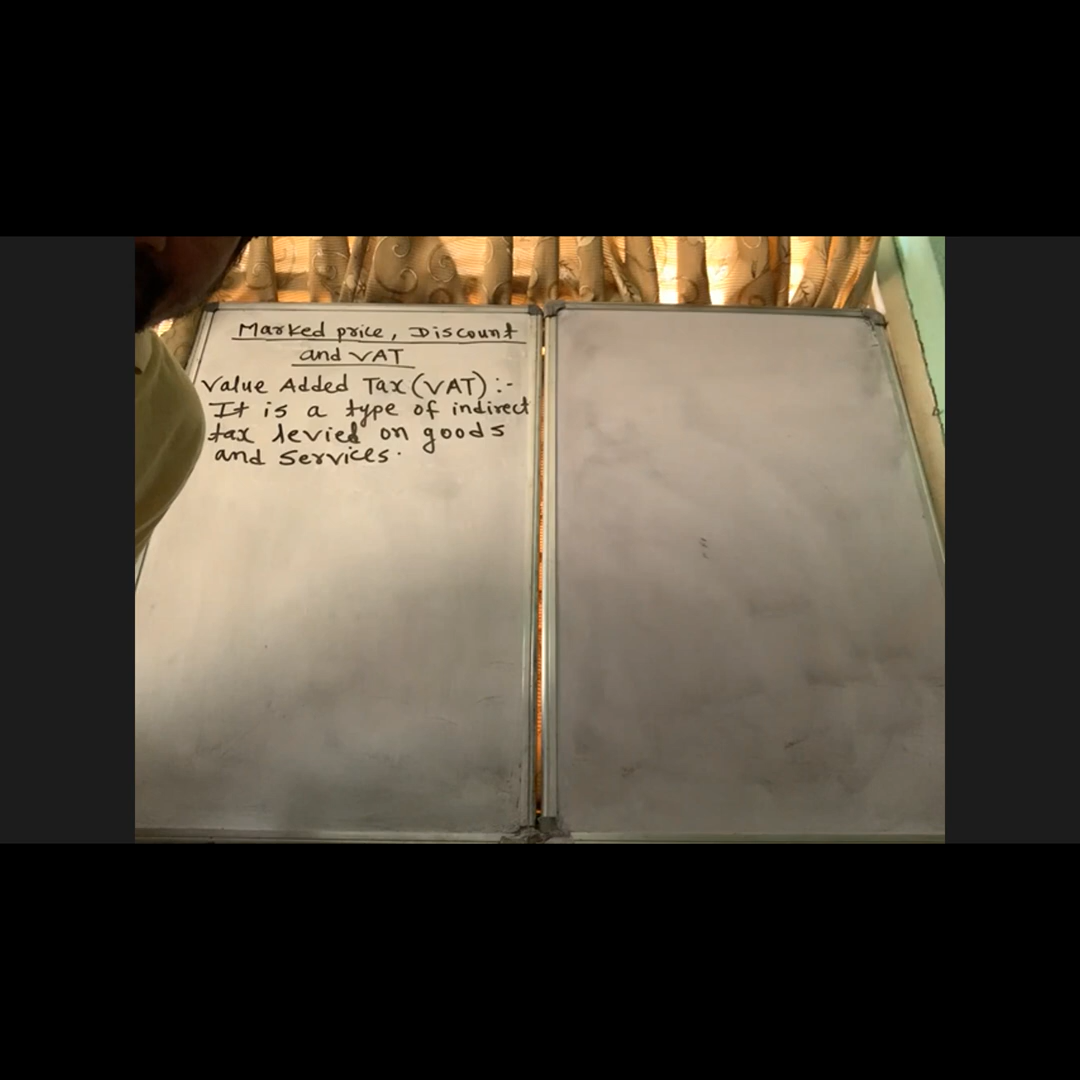 Marked price, Discount
and VAT
Value Added Tax (VAT) :-
It is a type of indirect
tax levied on goods
and services.